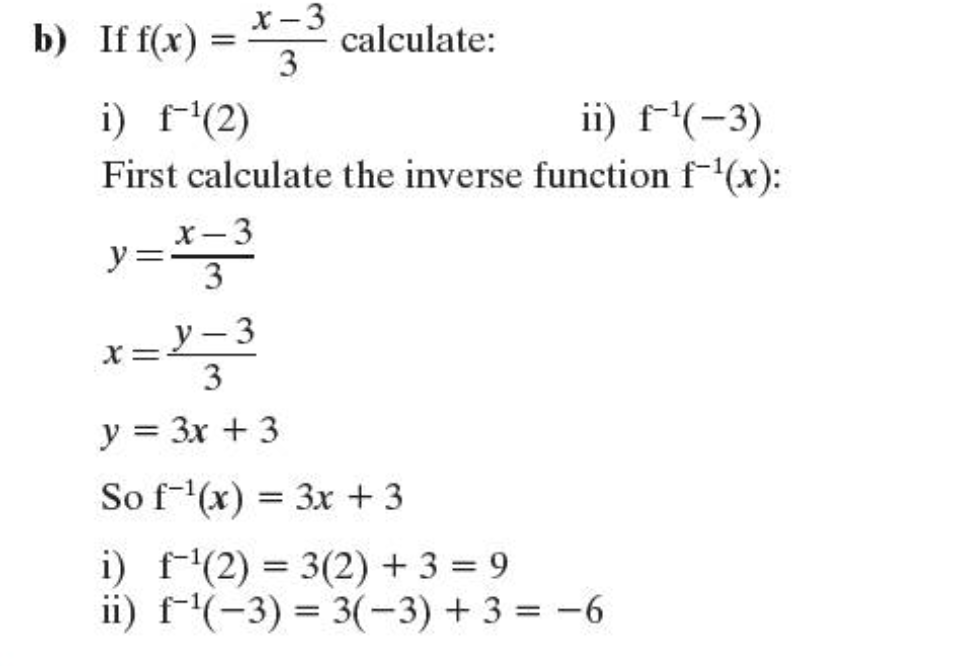 b) If f(x) = (x − 3)/3 calculate:
i) f⁻¹(2) ii) f⁻¹(−3)
First calculate the inverse function f⁻¹(x):
y = (x − 3)/3
x = (y − 3)/3
y = 3x + 3
So f⁻¹(x) = 3x + 3
i) f⁻¹(2) = 3(2) + 3 = 9
ii) f⁻¹(−3) = 3(−3) + 3 = −6